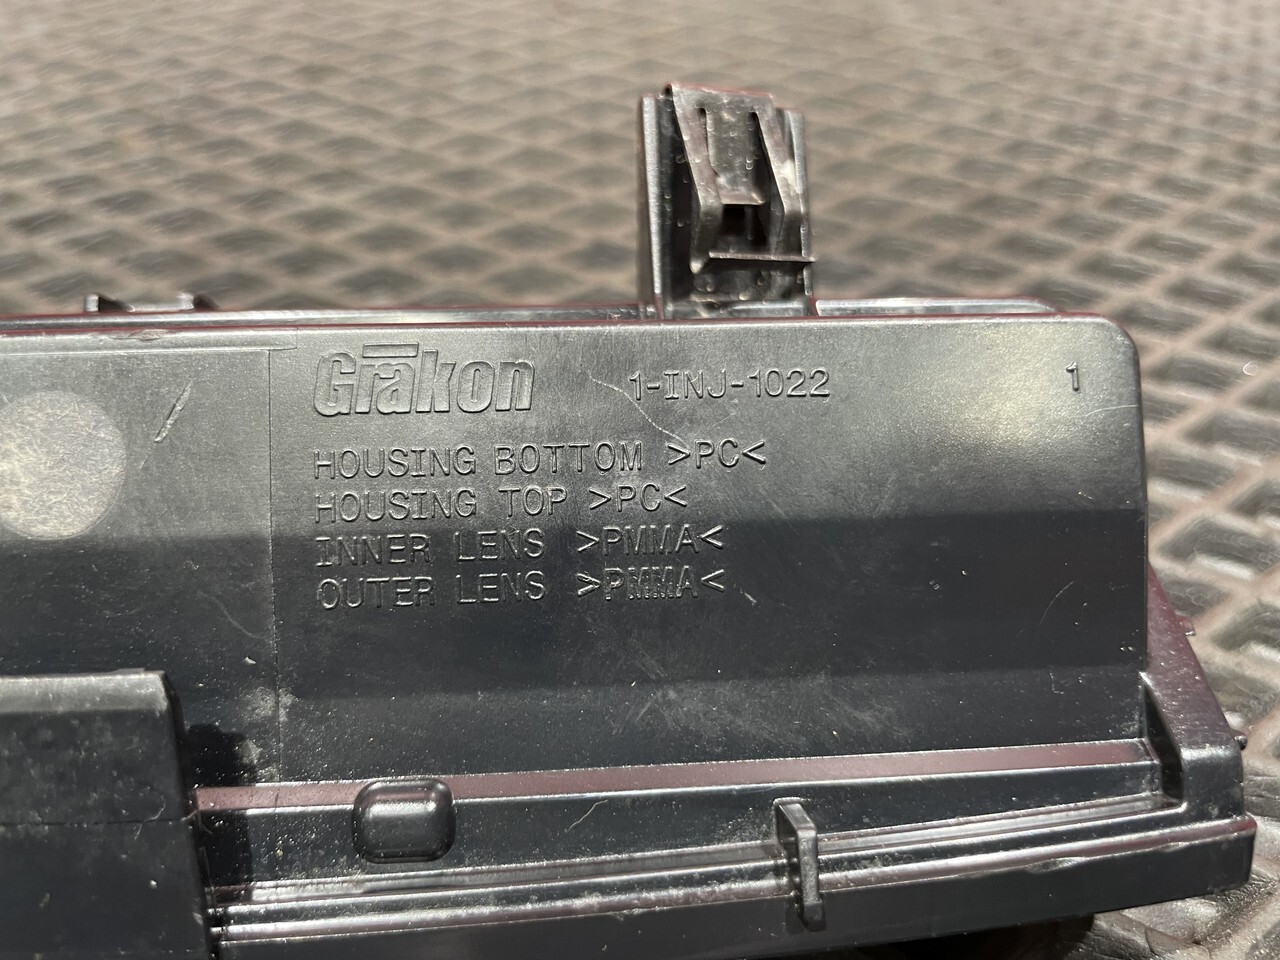 Grakon 1-INJ-1022 1
HOUSING BOTTOM >PC<
HOUSING TOP >PC<
INNER LENS >PMMA<
OUTER LENS >PMMA<